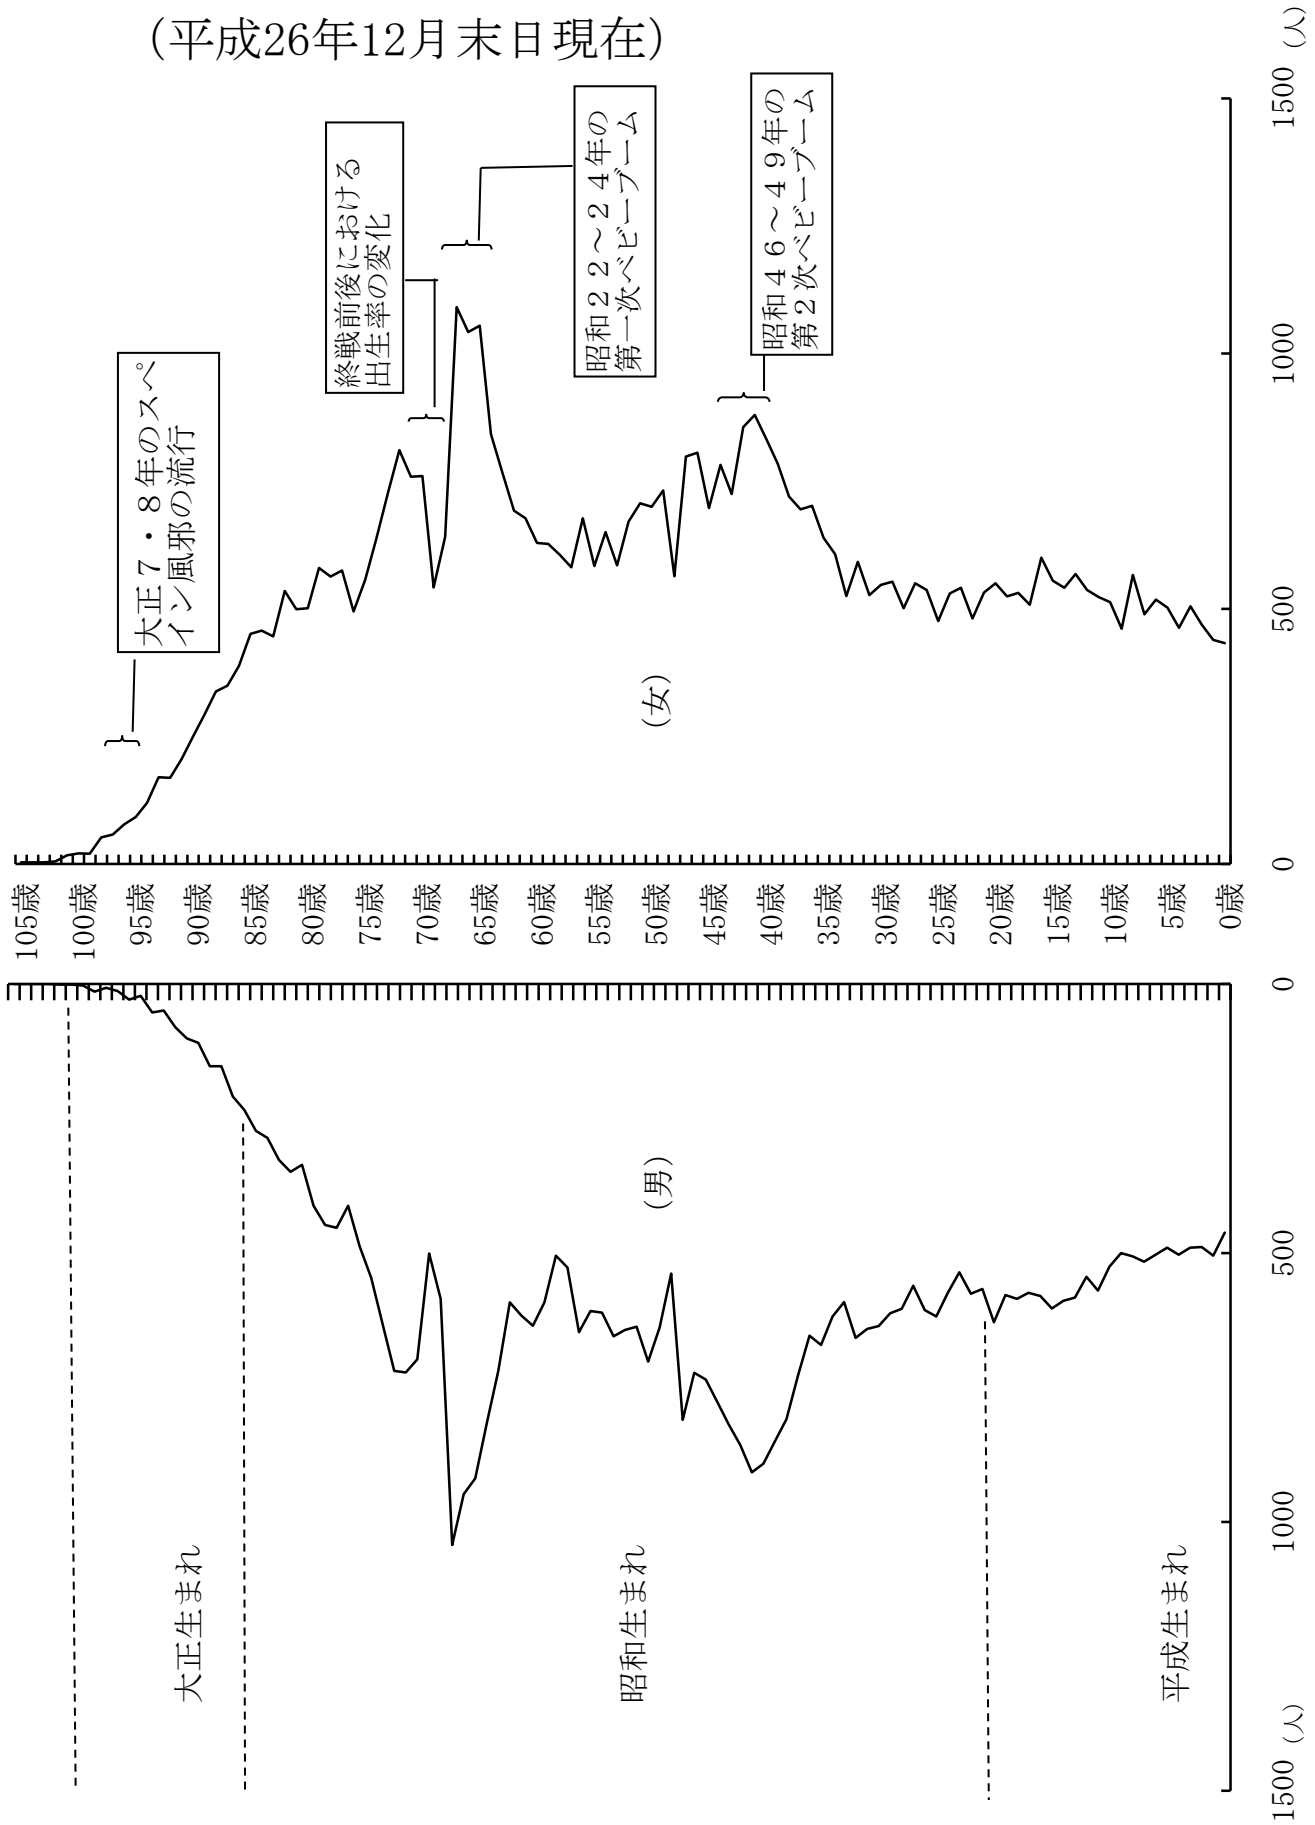 (平成26年12月末日現在)
大正7・8年のスペ
イン風邪の流行
終戦前後における
出生率の変化
昭和22~24年の
第一次ベビーブーム
昭和46~49年の
第2次ベビーブーム
(女)
(男)
大正生まれ
昭和生まれ
平成生まれ
105歳
100歳
95歳
90歳
85歳
80歳
75歳
70歳
65歳
60歳
55歳
50歳
45歳
40歳
35歳
30歳
25歳
20歳
15歳
10歳
5歳
0歳
1500 (人)
1000
500
0
0
500
1000
1500 (人)